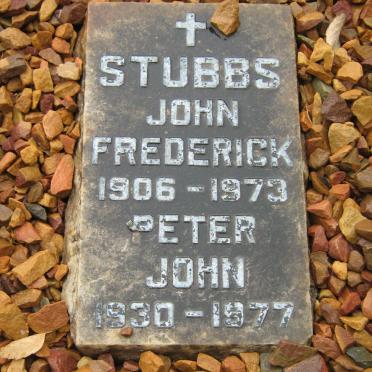 STUBBS
JOHN
FREDERICK
1906 - 1973
PETER
JOHN
1930 - 1977